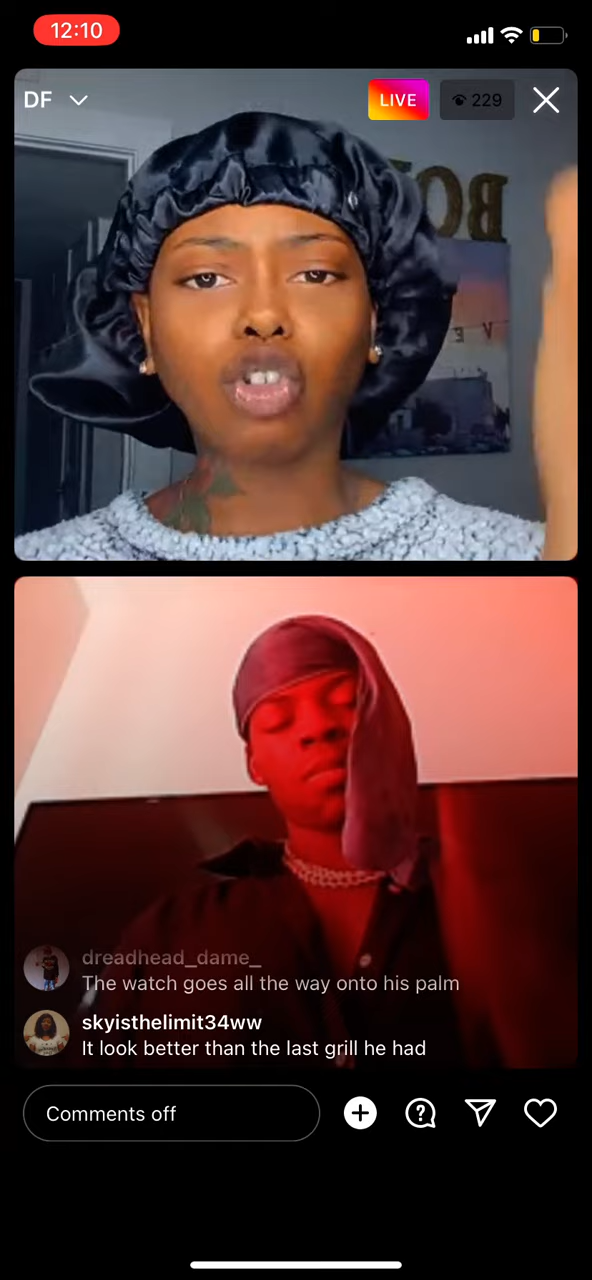 12:10
DF
LIVE
229
BO
V E
dreadhead_dame_
The watch goes all the way onto his palm
skyisthelimit34ww
It look better than the last grill he had
Comments off